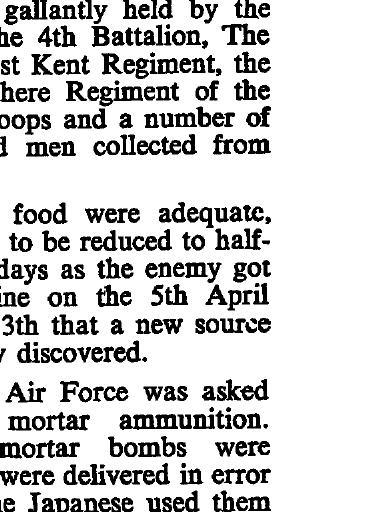 gallantly held by the
he 4th Battalion, The
st Kent Regiment, the
here Regiment of the
oops and a number of
d men collected from
food were adequate,
to be reduced to half-
days as the enemy got
ine on the 5th April
3th that a new source
y discovered.
Air Force was asked
mortar ammunition.
mortar bombs were
were delivered in error
he Japanese used them